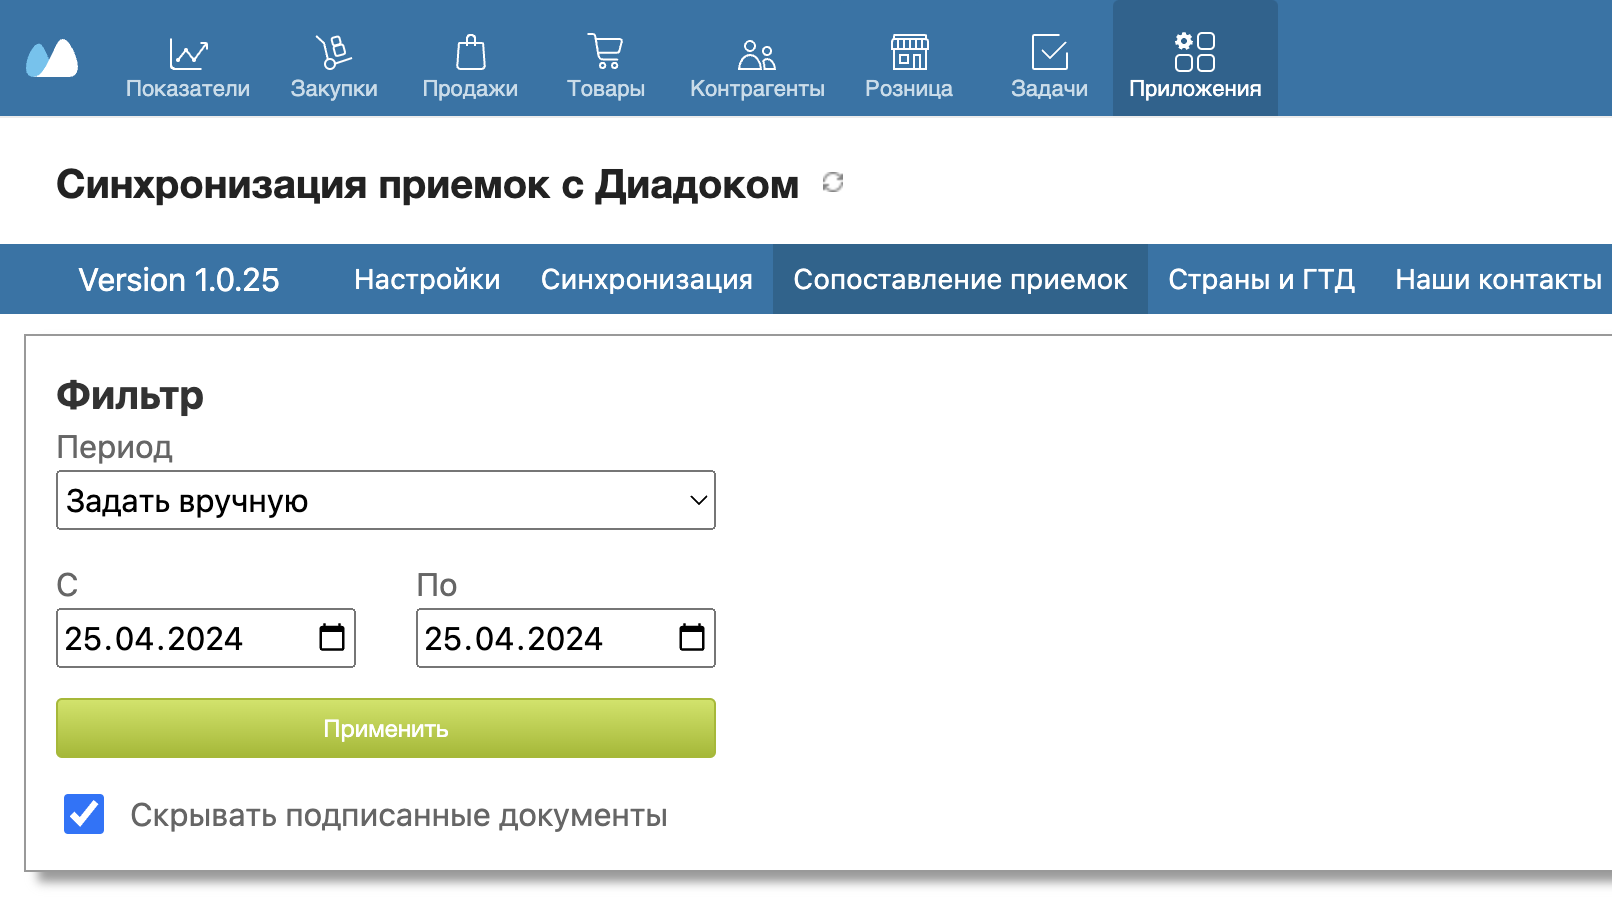 Показатели Закупки Продажи Товары Контрагенты Розница Задачи Приложения
Синхронизация приемок с Диадоком
Version 1.0.25 Настройки Синхронизация Сопоставление приемок Страны и ГТД Наши контакты
Фильтр
Период
Задать вручную
С По
25.04.2024 25.04.2024
Применить
Скрывать подписанные документы